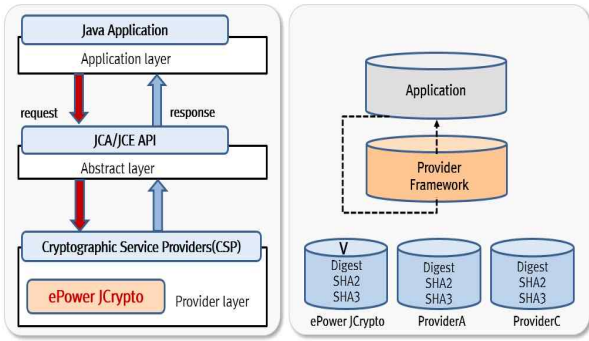 Java Application
Application layer
request
response
JCA/JCE API
Abstract layer
Cryptographic Service Providers(CSP)
ePower JCrypto
Provider layer
Application
Provider
Framework
V
Digest
SHA2
SHA3
ePower JCrypto
Digest
SHA2
SHA3
ProviderA
Digest
SHA2
SHA3
ProviderC